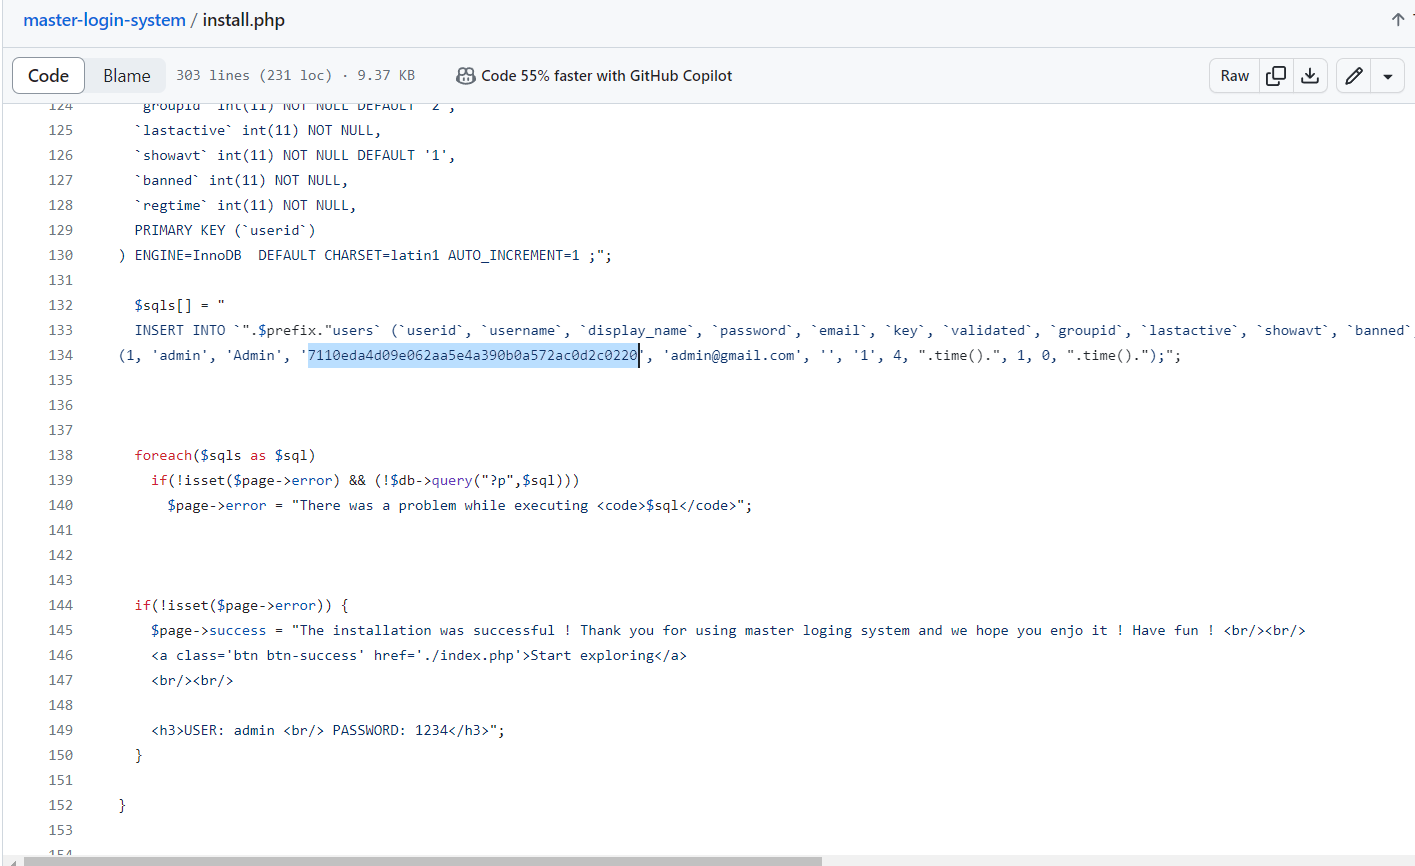 master-login-system / install.php
Code Blame 303 lines (231 loc) · 9.37 KB Code 55% faster with GitHub Copilot Raw
124 `groupid` int(11) NOT NULL DEFAULT '2',
125 `lastactive` int(11) NOT NULL,
126 `showavt` int(11) NOT NULL DEFAULT '1',
127 `banned` int(11) NOT NULL,
128 `regtime` int(11) NOT NULL,
129 PRIMARY KEY (`userid`)
130 ) ENGINE=InnoDB  DEFAULT CHARSET=latin1 AUTO_INCREMENT=1 ;";
131
132 $sqls[] = "
133 INSERT INTO `".$prefix."users` (`userid`, `username`, `display_name`, `password`, `email`, `key`, `validated`, `groupid`, `lastactive`, `showavt`, `banned`
134 (1, 'admin', 'Admin', '7110eda4d09e062aa5e4a390b0a572ac0d2c0220', 'admin@gmail.com', '', '1', 4, ".time().", 1, 0, ".time().");";
135
136
137
138 foreach($sqls as $sql)
139 if(!isset($page->error) && (!$db->query("?p",$sql)))
140 $page->error = "There was a problem while executing <code>$sql</code>";
141
142
143
144 if(!isset($page->error)) {
145 $page->success = "The installation was successful ! Thank you for using master loging system and we hope you enjo it ! Have fun ! <br/><br/>
146 <a class='btn btn-success' href='./index.php'>Start exploring</a>
147 <br/><br/>
148
149 <h3>USER: admin <br/> PASSWORD: 1234</h3>";
150 }
151
152 }
153
154